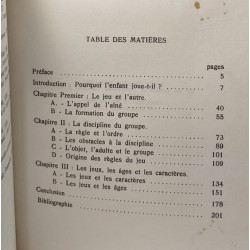 TABLE DES MATIÈRES
pages
Préface 5
Introduction : Pourquoi l'enfant joue-t-il ? 7
Chapitre Premier : Le jeu et l'autre.
A. - L'appel de l'aîné 40
B - La formation du groupe 55
Chapitre II : La discipline du groupe.
A - La règle et l'ordre 73
B - Les obstacles à la discipline 89
C - L'objet, l'adulte et le groupe
D - Origine des règles du jeu
Chapitre III : Les jeux, les âges et les caractères.
A - Les jeux et les caractères 134
B - Les jeux et les âges 151
Conclusion 178
Bibliographie 201